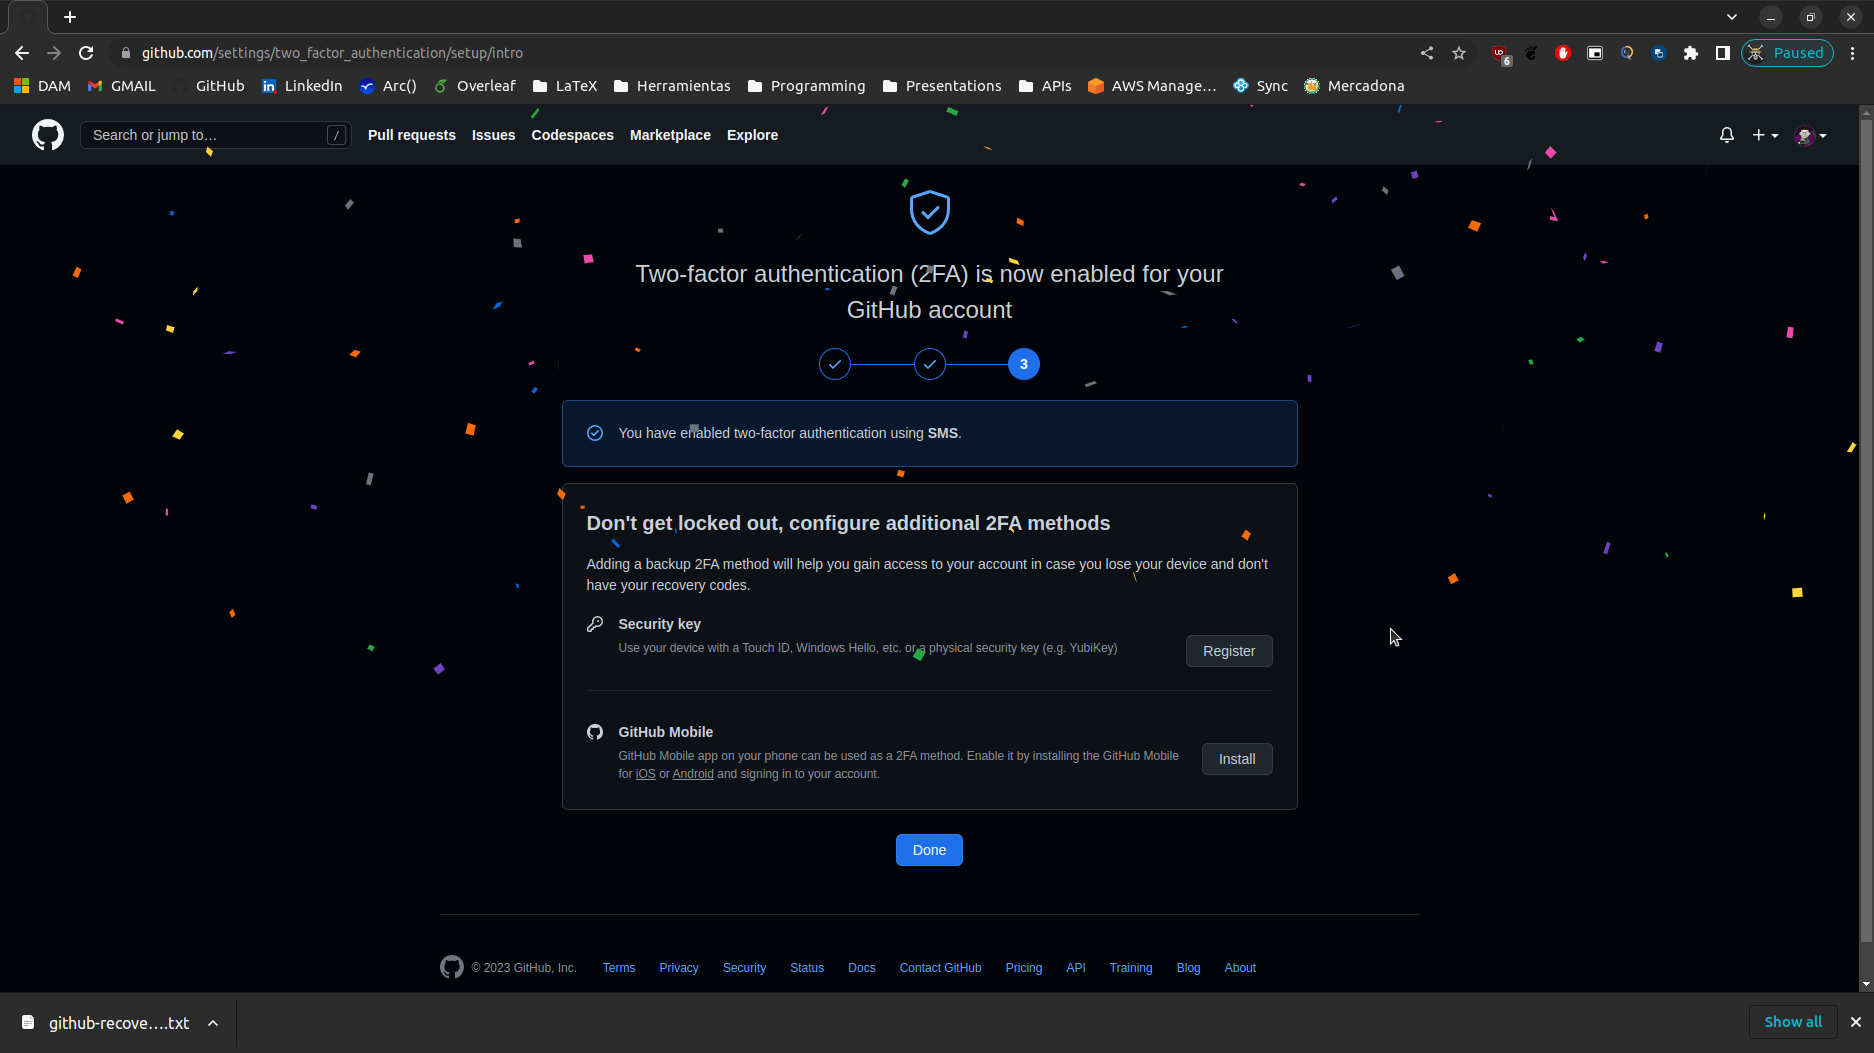 github.com/settings/two_factor_authentication/setup/intro
6
Paused
DAM GMAIL GitHub LinkedIn Arc() Overleaf LaTeX Herramientas Programming Presentations APIs AWS Manage... Sync Mercadona
Search or jump to... / Pull requests Issues Codespaces Marketplace Explore
Two-factor authentication (2FA) is now enabled for your
GitHub account
3
You have enabled two-factor authentication using SMS.
Don't get locked out, configure additional 2FA methods
Adding a backup 2FA method will help you gain access to your account in case you lose your device and don't
have your recovery codes.
Security key
Use your device with a Touch ID, Windows Hello, etc. or a physical security key (e.g. YubiKey)
Register
GitHub Mobile
GitHub Mobile app on your phone can be used as a 2FA method. Enable it by installing the GitHub Mobile
for iOS or Android and signing in to your account.
Install
Done
© 2023 GitHub, Inc. Terms Privacy Security Status Docs Contact GitHub Pricing API Training Blog About
github-recove....txt
Show all